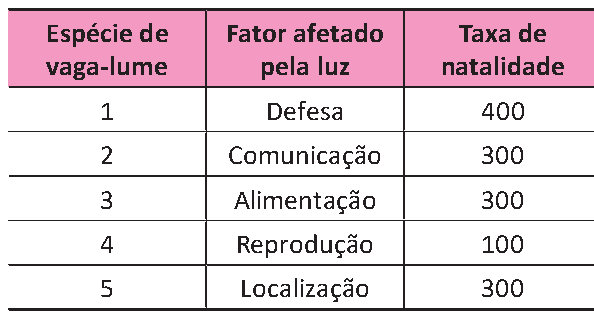 Espécie de vaga-lume Fator afetado pela luz Taxa de natalidade
1 Defesa 400
2 Comunicação 300
3 Alimentação 300
4 Reprodução 100
5 Localização 300